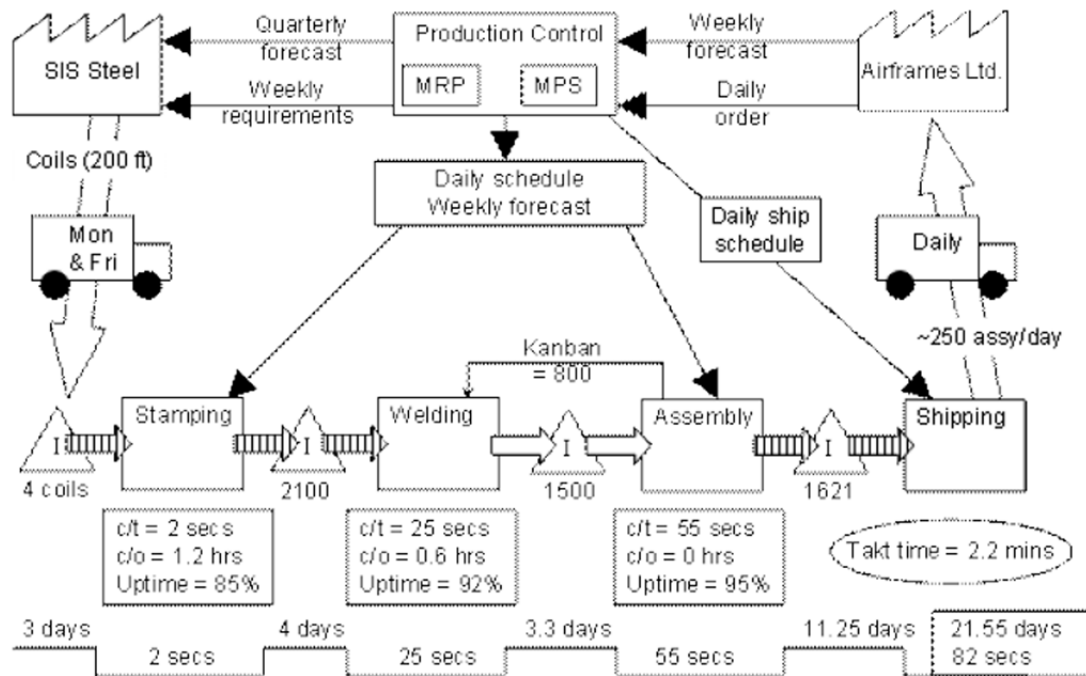 SIS Steel
Quarterly
forecast
Weekly
requirements
Production Control
MRP
MPS
Weekly
forecast
Daily
order
Airframes Ltd.
Coils (200 ft)
Mon
& Fri
Daily schedule
Weekly forecast
Daily ship
schedule
Daily
~250 assy/day
Kanban
= 800
Stamping
Welding
Assembly
Shipping
I
I
I
I
4 coils
2100
1500
1621
c/t = 2 secs
c/o = 1.2 hrs
Uptime = 85%
c/t = 25 secs
c/o = 0.6 hrs
Uptime = 92%
c/t = 55 secs
c/o = 0 hrs
Uptime = 95%
Takt time = 2.2 mins
3 days
4 days
3.3 days
11.25 days
21.55 days
2 secs
25 secs
55 secs
82 secs